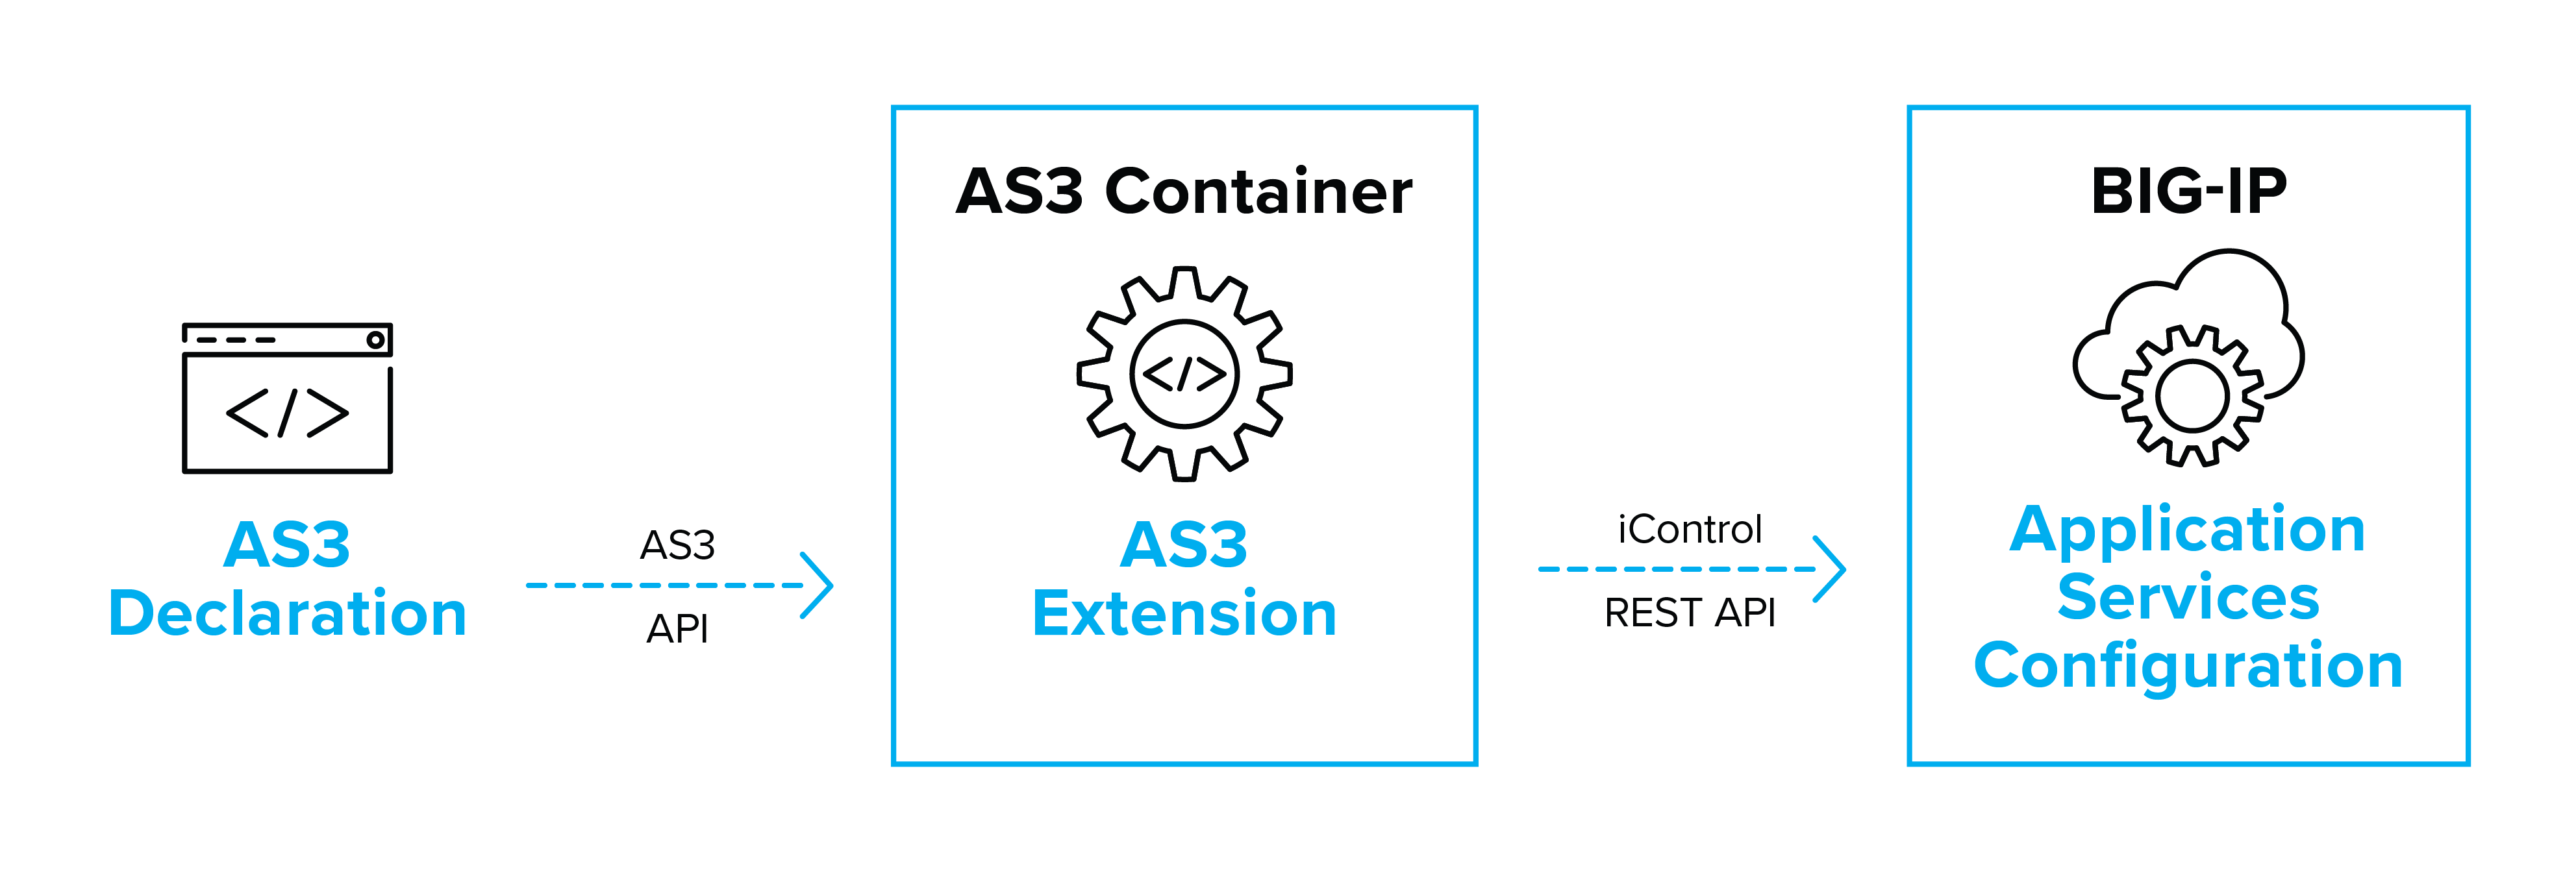 AS3
Declaration
AS3
API
AS3 Container
</>
AS3
Extension
iControl
REST API
BIG-IP
Application
Services
Configuration